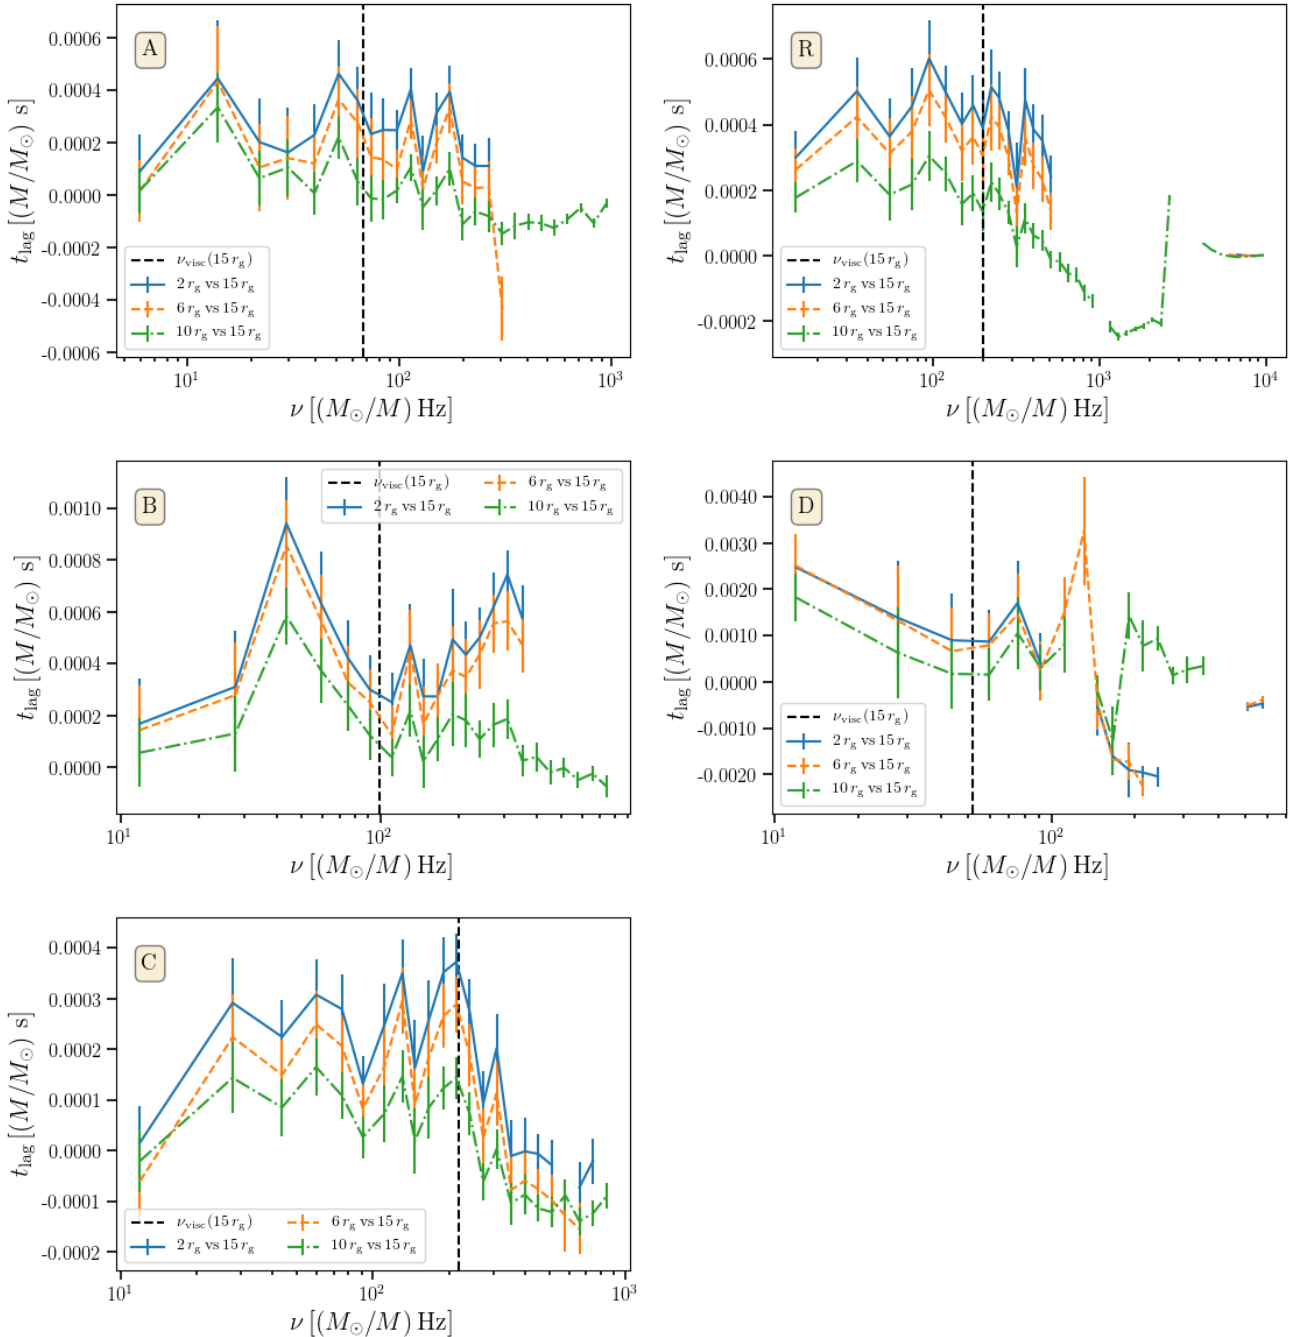 A
0.0006
0.0004
0.0002
0.0000
-0.0002
-0.0004
-0.0006
t_lag [(M/M_⊙) s]
ν_visc(15 r_g)
2 r_g vs 15 r_g
6 r_g vs 15 r_g
10 r_g vs 15 r_g
10^1
10^2
10^3
ν [(M_⊙/M) Hz]
R
0.0006
0.0004
0.0002
0.0000
-0.0002
t_lag [(M/M_⊙) s]
ν_visc(15 r_g)
2 r_g vs 15 r_g
6 r_g vs 15 r_g
10 r_g vs 15 r_g
10^2
10^3
10^4
ν [(M_⊙/M) Hz]
B
0.0010
0.0008
0.0006
0.0004
0.0002
0.0000
t_lag [(M/M_⊙) s]
ν_visc(15 r_g)
2 r_g vs 15 r_g
6 r_g vs 15 r_g
10 r_g vs 15 r_g
10^1
10^2
ν [(M_⊙/M) Hz]
D
0.0040
0.0030
0.0020
0.0010
0.0000
-0.0010
-0.0020
t_lag [(M/M_⊙) s]
ν_visc(15 r_g)
2 r_g vs 15 r_g
6 r_g vs 15 r_g
10 r_g vs 15 r_g
10^1
10^2
ν [(M_⊙/M) Hz]
C
0.0004
0.0003
0.0002
0.0001
0.0000
-0.0001
-0.0002
t_lag [(M/M_⊙) s]
ν_visc(15 r_g)
2 r_g vs 15 r_g
6 r_g vs 15 r_g
10 r_g vs 15 r_g
10^1
10^2
10^3
ν [(M_⊙/M) Hz]